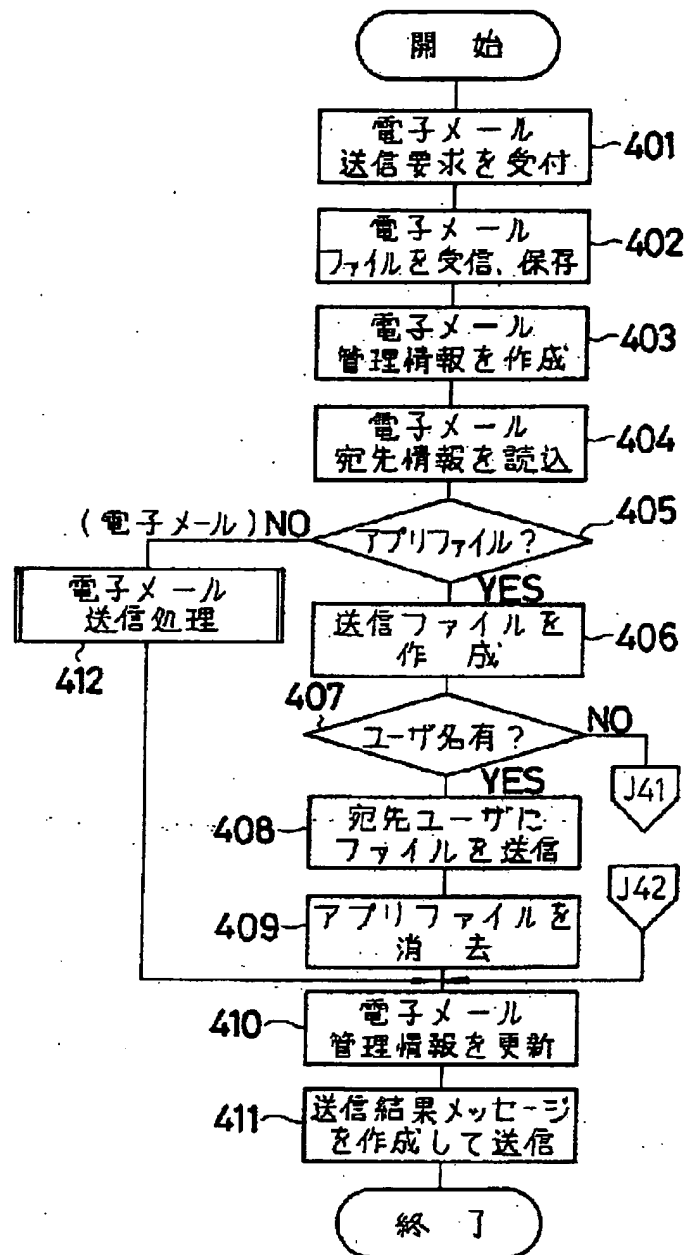 開 始
電子メール
送信要求を受付
401
電子メール
ファイルを受信、保存
402
電子メール
管理情報を作成
403
電子メール
宛先情報を読込
404
アプリファイル?
405
(電子メール)NO
YES
電子メール
送信処理
412
送信ファイルを
作 成
406
407
ユーザ名有?
NO
J41
YES
408
宛先ユーザに
ファイルを送信
J42
409
アプリファイルを
消 去
410
電子メール
管理情報を更新
411
送信結果メッセージ
を作成して送信
終 了